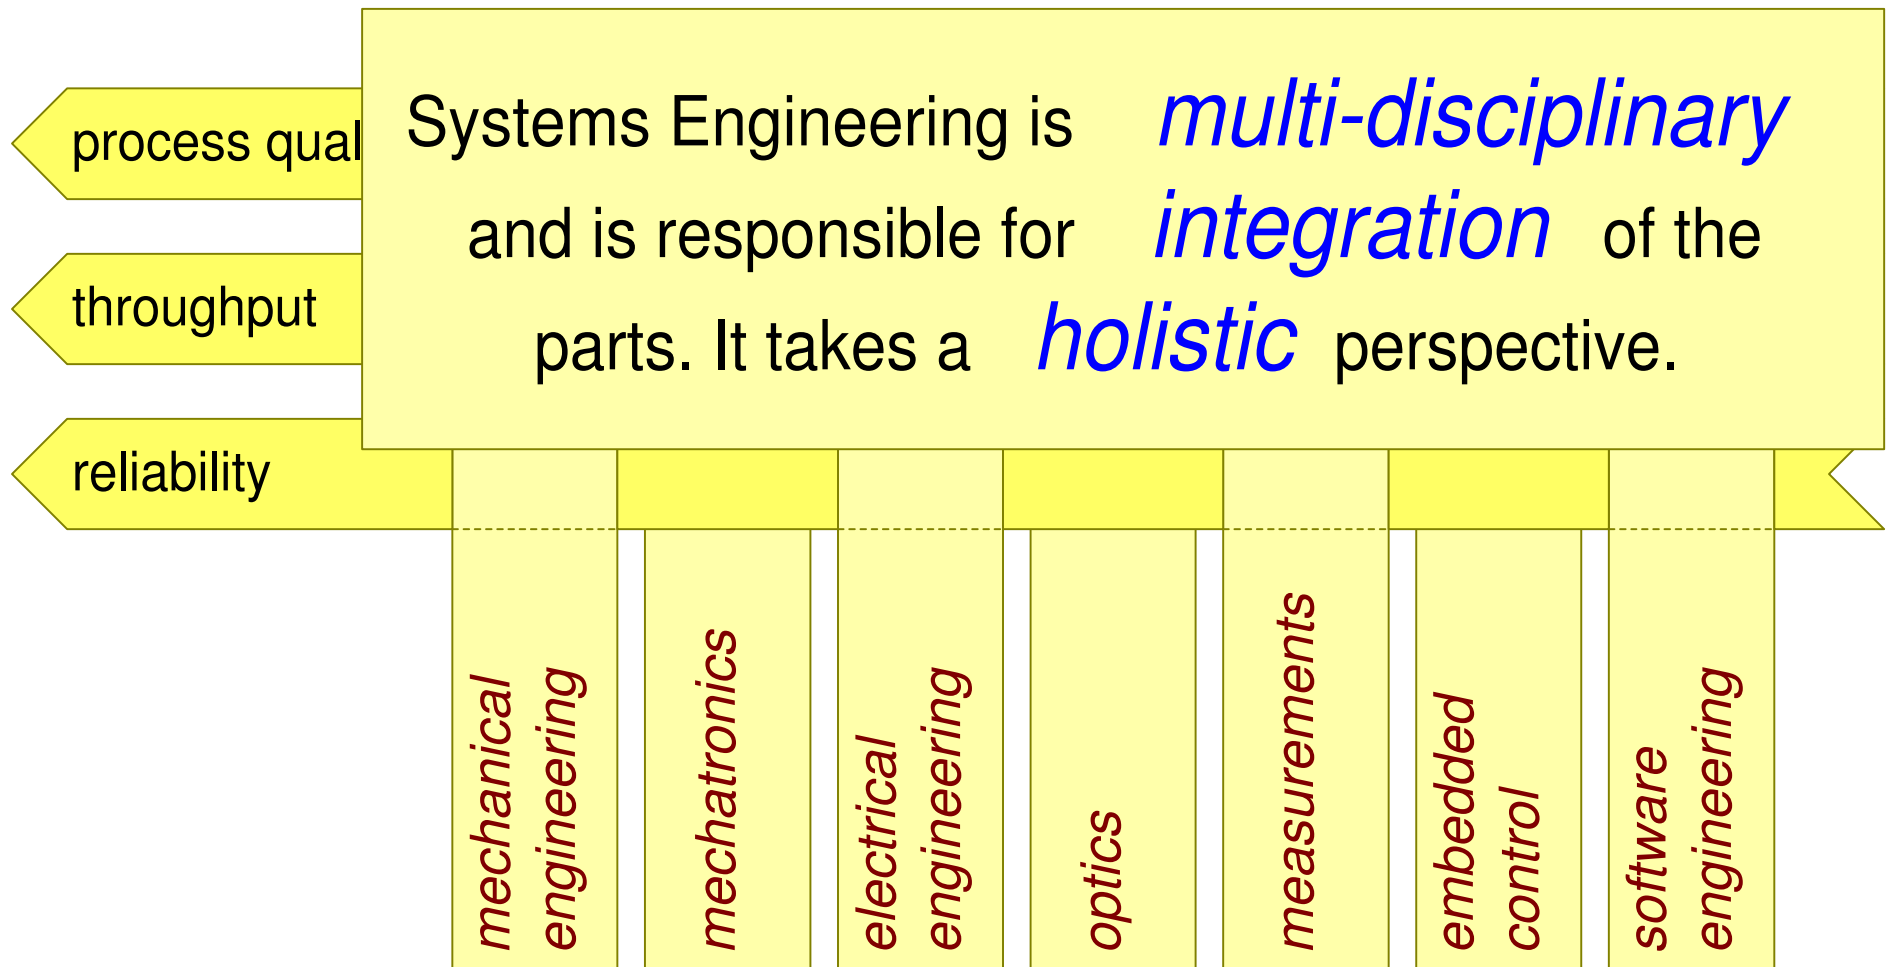 Systems Engineering is multi-disciplinary
and is responsible for integration of the
parts. It takes a holistic perspective.
process qual
throughput
reliability
mechanical
engineering
mechatronics
electrical
engineering
optics
measurements
embedded
control
software
engineering